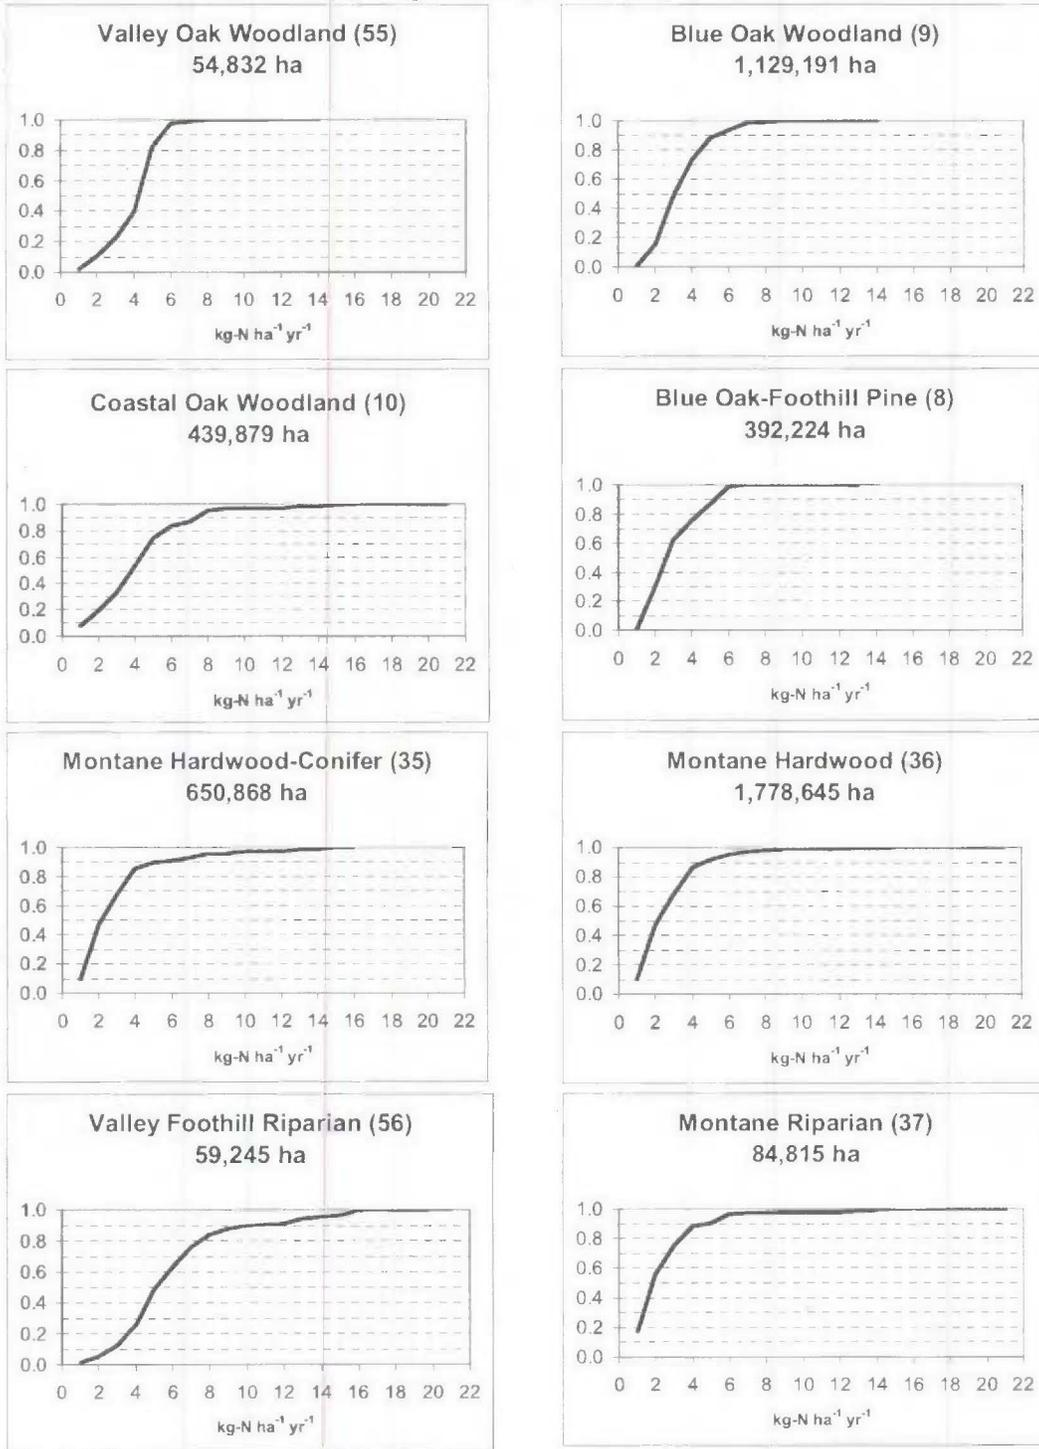 Valley Oak Woodland (55)
54,832 ha
1.0
0.8
0.6
0.4
0.2
0.0
0 2 4 6 8 10 12 14 16 18 20 22
kg-N ha⁻¹ yr⁻¹
Blue Oak Woodland (9)
1,129,191 ha
1.0
0.8
0.6
0.4
0.2
0.0
0 2 4 6 8 10 12 14 16 18 20 22
kg-N ha⁻¹ yr⁻¹
Coastal Oak Woodland (10)
439,879 ha
1.0
0.8
0.6
0.4
0.2
0.0
0 2 4 6 8 10 12 14 16 18 20 22
kg-N ha⁻¹ yr⁻¹
Blue Oak-Foothill Pine (8)
392,224 ha
1.0
0.8
0.6
0.4
0.2
0.0
0 2 4 6 8 10 12 14 16 18 20 22
kg-N ha⁻¹ yr⁻¹
Montane Hardwood-Conifer (35)
650,868 ha
1.0
0.8
0.6
0.4
0.2
0.0
0 2 4 6 8 10 12 14 16 18 20 22
kg-N ha⁻¹ yr⁻¹
Montane Hardwood (36)
1,778,645 ha
1.0
0.8
0.6
0.4
0.2
0.0
0 2 4 6 8 10 12 14 16 18 20 22
kg-N ha⁻¹ yr⁻¹
Valley Foothill Riparian (56)
59,245 ha
1.0
0.8
0.6
0.4
0.2
0.0
0 2 4 6 8 10 12 14 16 18 20 22
kg-N ha⁻¹ yr⁻¹
Montane Riparian (37)
84,815 ha
1.0
0.8
0.6
0.4
0.2
0.0
0 2 4 6 8 10 12 14 16 18 20 22
kg-N ha⁻¹ yr⁻¹